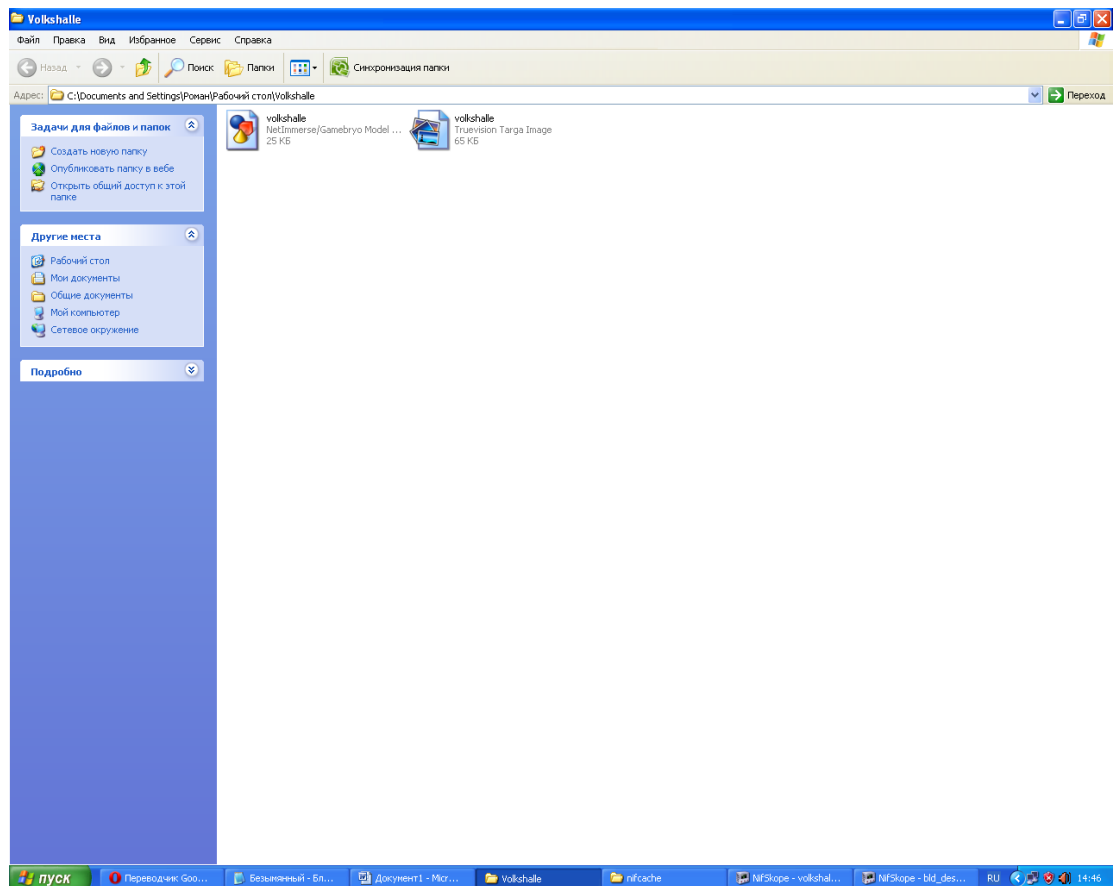 Volkshalle
Файл Правка Вид Избранное Сервис Справка
Назад Поиск Папки Синхронизация папки
Адрес: C:\Documents and Settings\Роман\Рабочий стол\Volkshalle Переход
Задачи для файлов и папок
Создать новую папку
Опубликовать папку в вебе
Открыть общий доступ к этой
папке
Другие места
Рабочий стол
Мои документы
Общие документы
Мой компьютер
Сетевое окружение
Подробно
volkshalle
NetImmerse/Gamebryo Model ...
25 КБ
volkshalle
Truevision Targa Image
65 КБ
пуск Переводчик Goo... Безымянный - Бл... Документ1 - Micr... Volkshalle nifcache NifSkope - volkshal... NifSkope - bld_des... RU 14:46